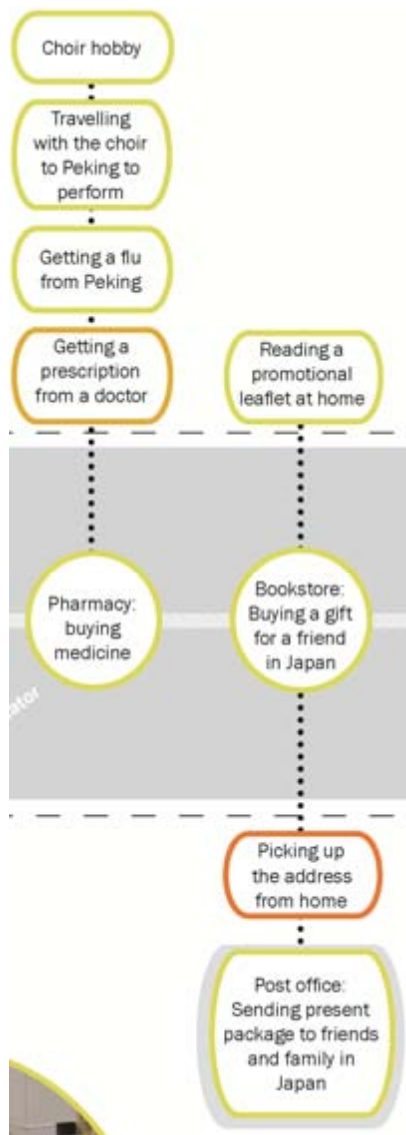 Choir hobby
Travelling
with the choir
to Peking to
perform
Getting a flu
from Peking
Getting a
prescription
from a doctor
Reading a
promotional
leaflet at home
Pharmacy:
buying
medicine
Bookstore:
Buying a gift
for a friend
in Japan
Picking up
the address
from home
Post office:
Sending present
package to friends
and family in
Japan